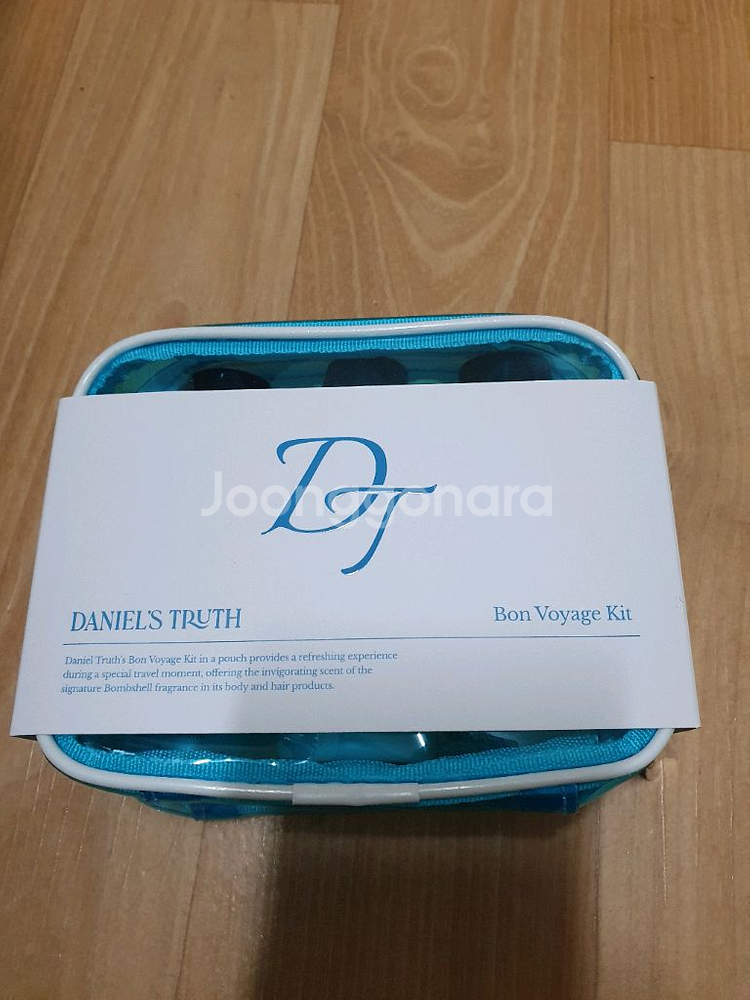 DT
Joonggonara
DANIEL'S TRUTH
Bon Voyage Kit
Daniel Truth's Bon Voyage Kit in a pouch provides a refreshing experience
during a special travel moment, offering the invigorating scent of the
signature Bombshell fragrance in its body and hair products.